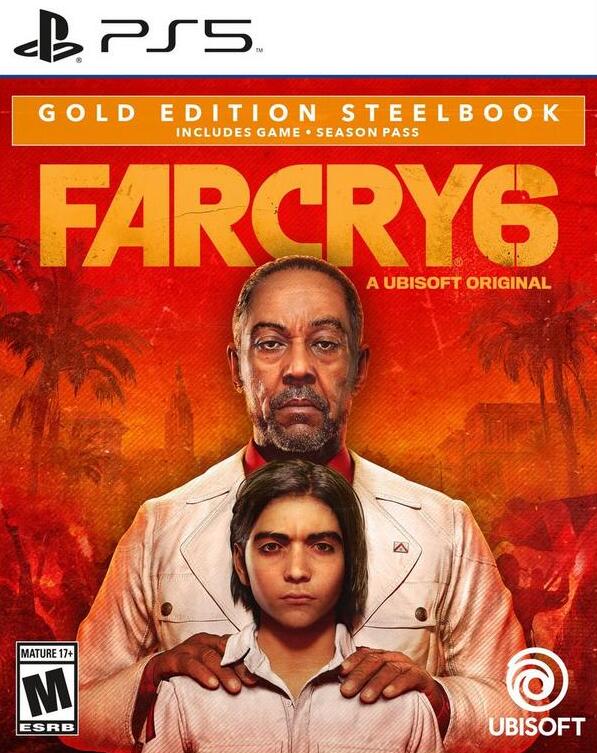 PS5
GOLD EDITION STEELBOOK
INCLUDES GAME • SEASON PASS
FARCRY6
A UBISOFT ORIGINAL
MATURE 17+
M
ESRB
UBISOFT